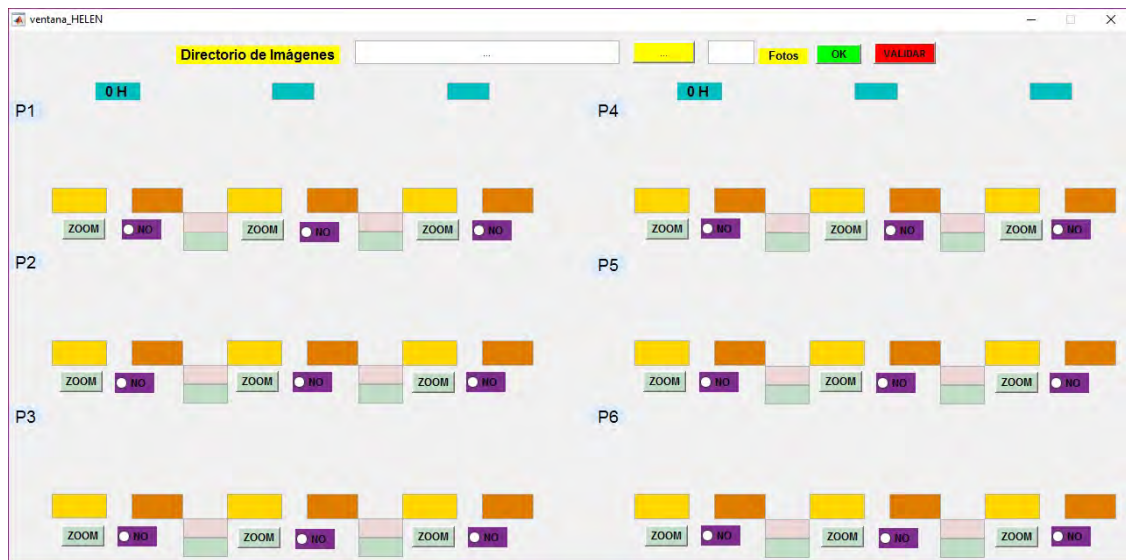 ventana_HELEN
Directorio de Imágenes ... ... Fotos OK VALIDAR
0 H 0 H
P1 P4
ZOOM NO ZOOM NO ZOOM NO ZOOM NO ZOOM NO ZOOM NO
P2 P5
ZOOM NO ZOOM NO ZOOM NO ZOOM NO ZOOM NO ZOOM NO
P3 P6
ZOOM NO ZOOM NO ZOOM NO ZOOM NO ZOOM NO ZOOM NO